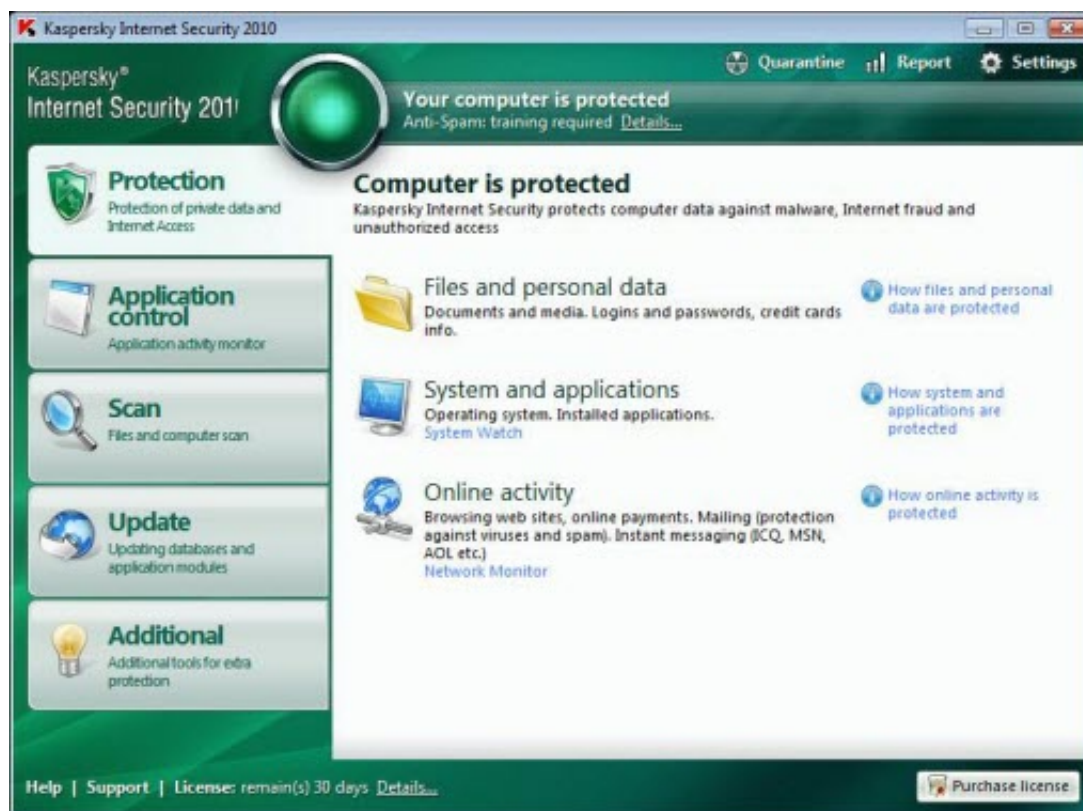 Kaspersky Internet Security 2010
Quarantine
Report
Settings
Kaspersky®
Internet Security 201
Your computer is protected
Anti-Spam: training required Details...
Protection
Protection of private data and
Internet Access
Application
control
Application activity monitor
Scan
Files and computer scan
Update
Updating databases and
application modules
Additional
Additional tools for extra
protection
Computer is protected
Kaspersky Internet Security protects computer data against malware, Internet fraud and
unauthorized access
Files and personal data
Documents and media. Logins and passwords, credit cards
info.
How files and personal
data are protected
System and applications
Operating system. Installed applications.
System Watch
How system and
applications are
protected
Online activity
Browsing web sites, online payments. Mailing (protection
against viruses and spam). Instant messaging (ICQ, MSN,
AOL etc.)
Network Monitor
How online activity is
protected
Help | Support | License: remain(s) 30 days Details...
Purchase license